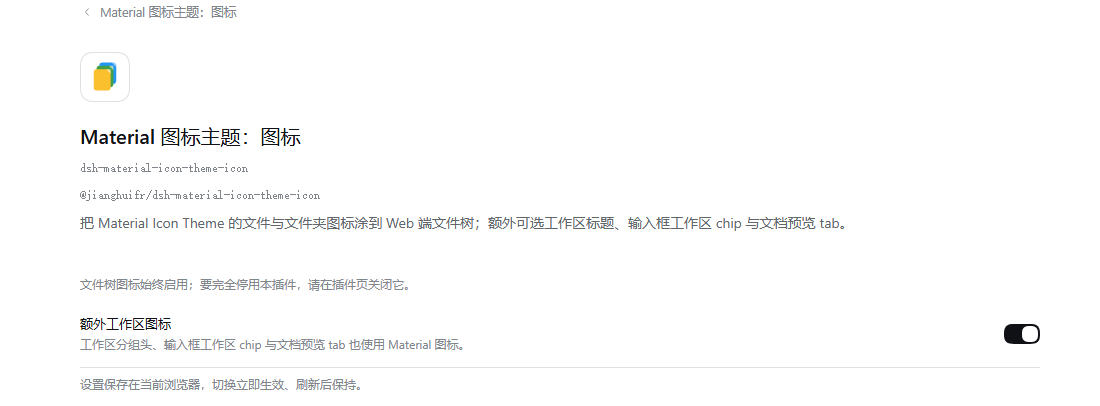 Material 图标主题：图标
Material 图标主题：图标
dsh-material-icon-theme-icon
@jianghuifr/dsh-material-icon-theme-icon
把 Material Icon Theme 的文件与文件夹图标涂到 Web 端文件树；额外可选工作区标题、输入框工作区 chip 与文档预览 tab。
文件树图标始终启用；要完全停用本插件，请在插件页关闭它。
额外工作区图标
工作区分组头、输入框工作区 chip 与文档预览 tab 也使用 Material 图标。
设置保存在当前浏览器，切换立即生效、刷新后保持。